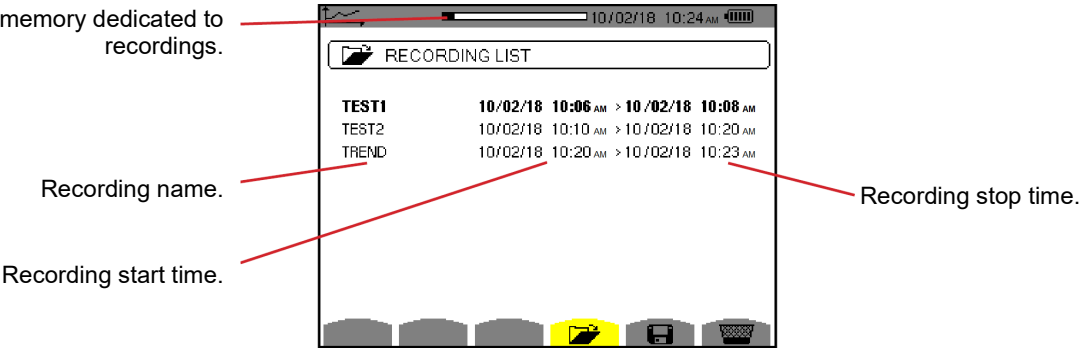 memory dedicated to
recordings.
10/02/18 10:24 AM
RECORDING LIST
TEST1 10/02/18 10:06 AM > 10/02/18 10:08 AM
TEST2 10/02/18 10:10 AM > 10/02/18 10:20 AM
TREND 10/02/18 10:20 AM > 10/02/18 10:23 AM
Recording name.
Recording stop time.
Recording start time.